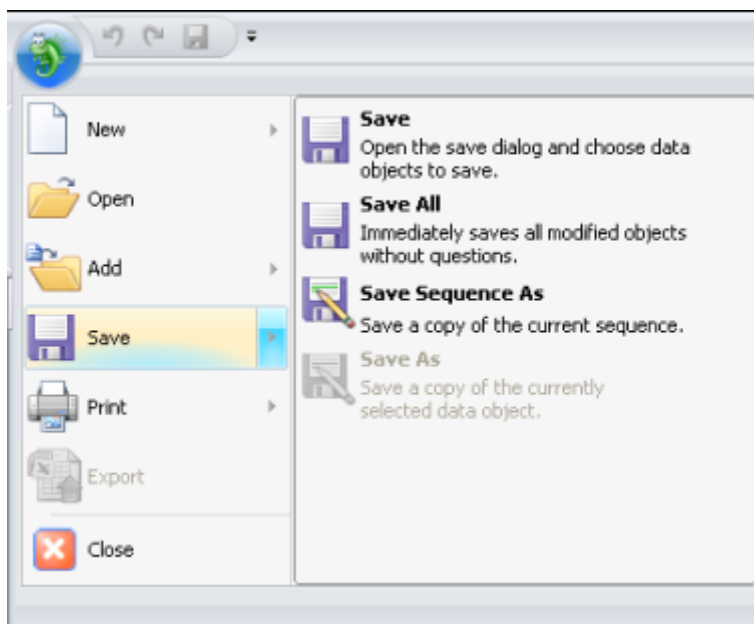 New
Open
Add
Save
Print
Export
Close
Save
Open the save dialog and choose data
objects to save.
Save All
Immediately saves all modified objects
without questions.
Save Sequence As
Save a copy of the current sequence.
Save As
Save a copy of the currently
selected data object.